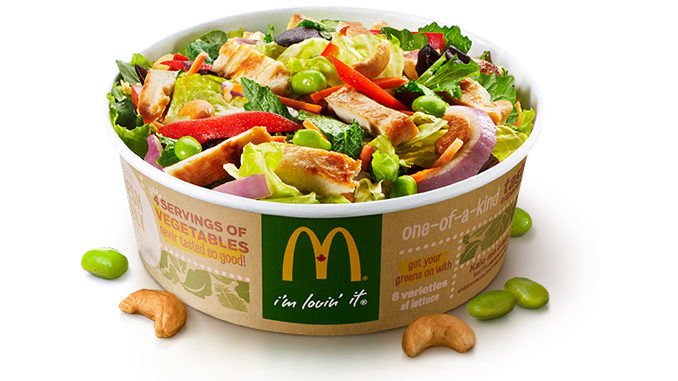 4 SERVINGS OF
VEGETABLES
never tasted so good!
M
i'm lovin' it®
one-of-a-kind
get your
greens on with
8 varieties
of lettuce
Kale